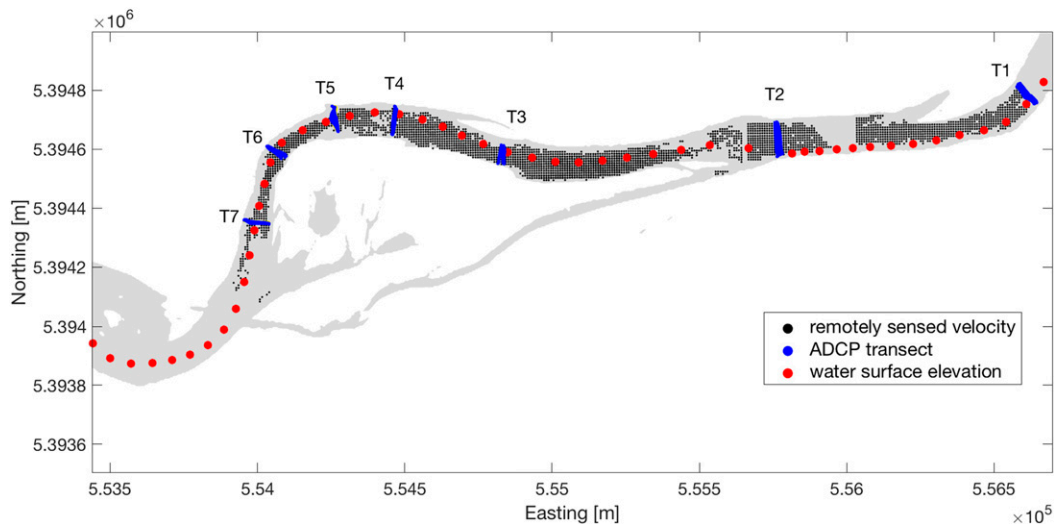 ×10⁶
5.3948
5.3946
5.3944
5.3942
5.394
5.3938
5.3936
Northing [m]
T1
T2
T3
T4
T5
T6
T7
remotely sensed velocity
ADCP transect
water surface elevation
5.535
5.54
5.545
5.55
5.555
5.56
5.565
Easting [m]
×10⁵